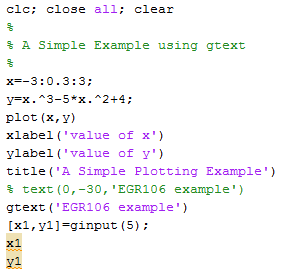 clc; close all; clear
%
% A Simple Example using gtext
%
x=-3:0.3:3;
y=x.^3-5*x.^2+4;
plot(x,y)
xlabel('value of x')
ylabel('value of y')
title('A Simple Plotting Example')
% text(0,-30,'EGR106 example')
gtext('EGR106 example')
[x1,y1]=ginput(5);
x1
y1